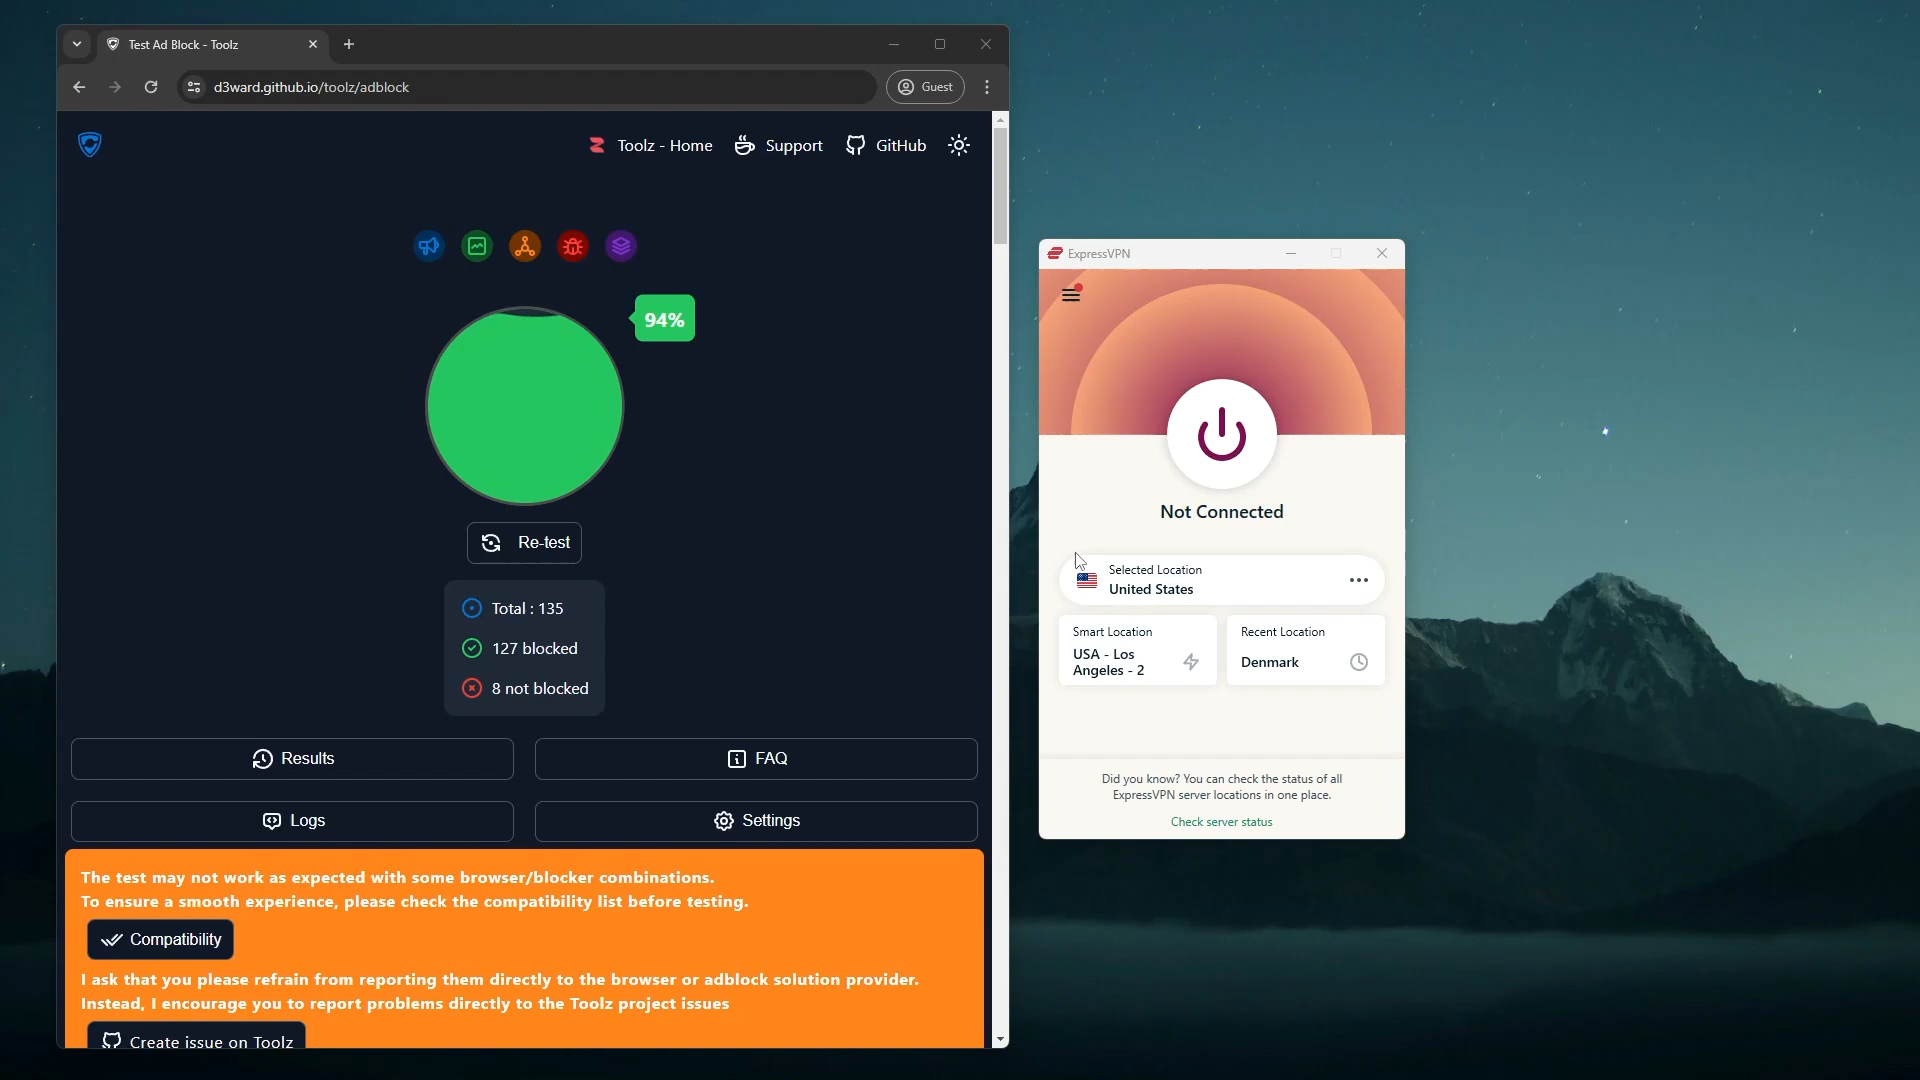 Test Ad Block - Toolz
d3ward.github.io/toolz/adblock
Guest
Toolz - Home
Support
GitHub
94%
Re-test
Total : 135
127 blocked
8 not blocked
Results
FAQ
Logs
Settings
The test may not work as expected with some browser/blocker combinations.
To ensure a smooth experience, please check the compatibility list before testing.
Compatibility
I ask that you please refrain from reporting them directly to the browser or adblock solution provider.
Instead, I encourage you to report problems directly to the Toolz project issues
Create issue on Toolz
ExpressVPN
Not Connected
Selected Location
United States
Smart Location
USA - Los
Angeles - 2
Recent Location
Denmark
Did you know? You can check the status of all
ExpressVPN server locations in one place.
Check server status